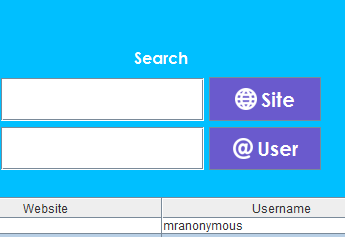 Search
Site
@ User
Website Username
mranonymous